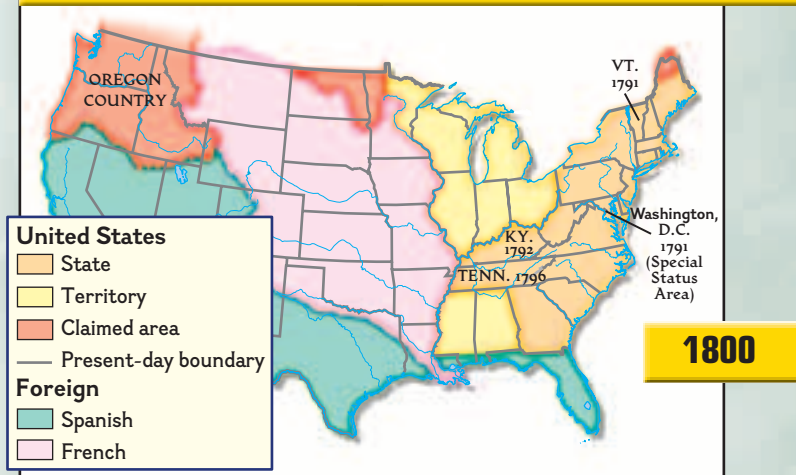 OREGON
COUNTRY
VT.
1791
Washington,
D.C.
1791
(Special
Status
Area)
KY.
1792
TENN. 1796
1800
United States
State
Territory
Claimed area
Present-day boundary
Foreign
Spanish
French